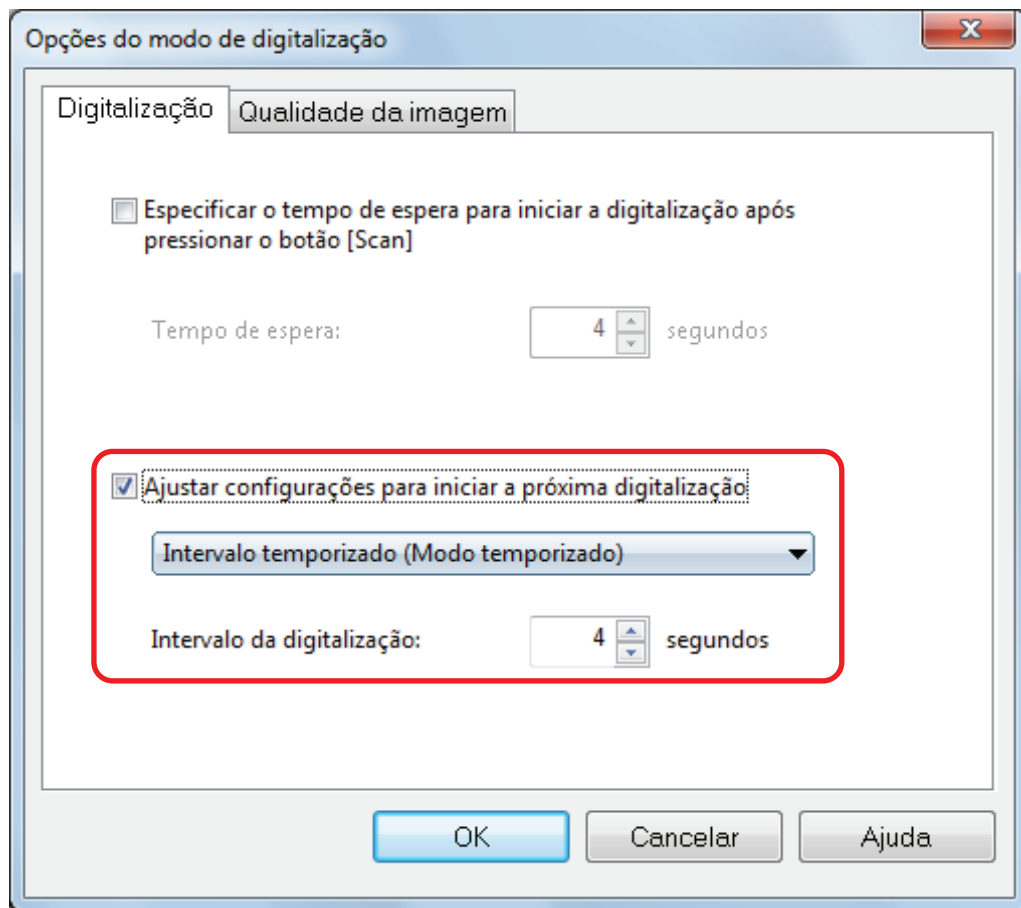 Opções do modo de digitalização
Digitalização
Qualidade da imagem
Especificar o tempo de espera para iniciar a digitalização após
pressionar o botão [Scan]
Tempo de espera: 4 segundos
Ajustar configurações para iniciar a próxima digitalização
Intervalo temporizado (Modo temporizado)
Intervalo da digitalização: 4 segundos
OK
Cancelar
Ajuda